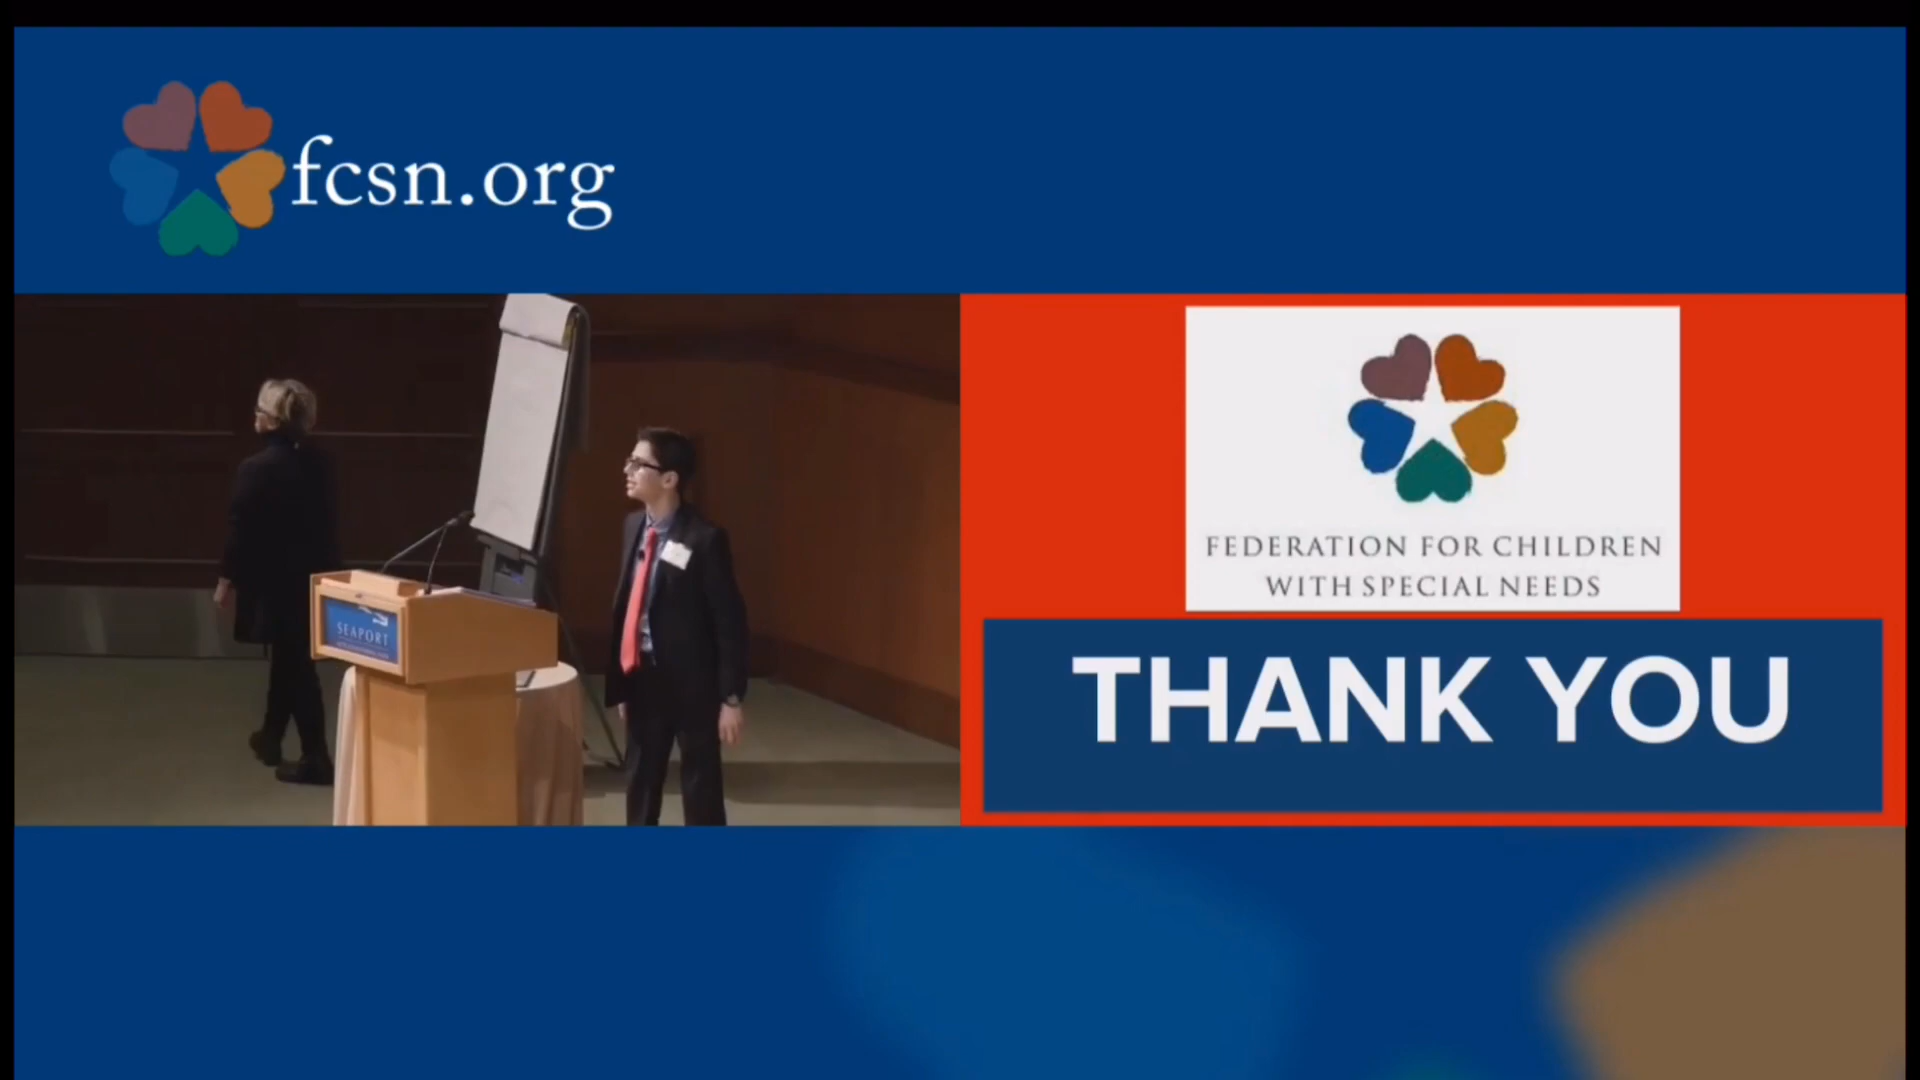 fcsn.org
SEAPORT
FEDERATION FOR CHILDREN
WITH SPECIAL NEEDS
THANK YOU